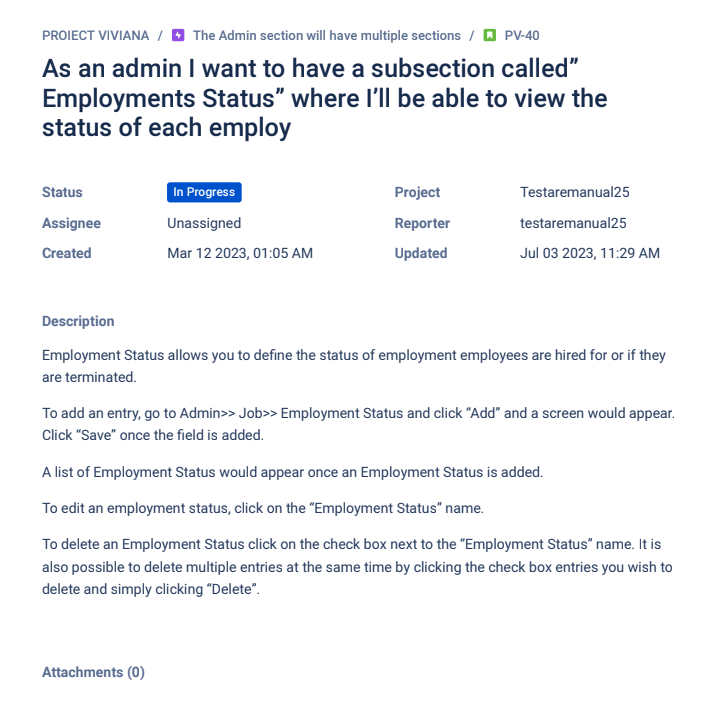 PROIECT VIVIANA / The Admin section will have multiple sections / PV-40
As an admin I want to have a subsection called”
Employments Status” where I’ll be able to view the
status of each employ
Status In Progress Project Testaremanual25
Assignee Unassigned Reporter testaremanual25
Created Mar 12 2023, 01:05 AM Updated Jul 03 2023, 11:29 AM
Description
Employment Status allows you to define the status of employment employees are hired for or if they
are terminated.
To add an entry, go to Admin>> Job>> Employment Status and click “Add” and a screen would appear.
Click “Save” once the field is added.
A list of Employment Status would appear once an Employment Status is added.
To edit an employment status, click on the “Employment Status” name.
To delete an Employment Status click on the check box next to the “Employment Status” name. It is
also possible to delete multiple entries at the same time by clicking the check box entries you wish to
delete and simply clicking “Delete”.
Attachments (0)